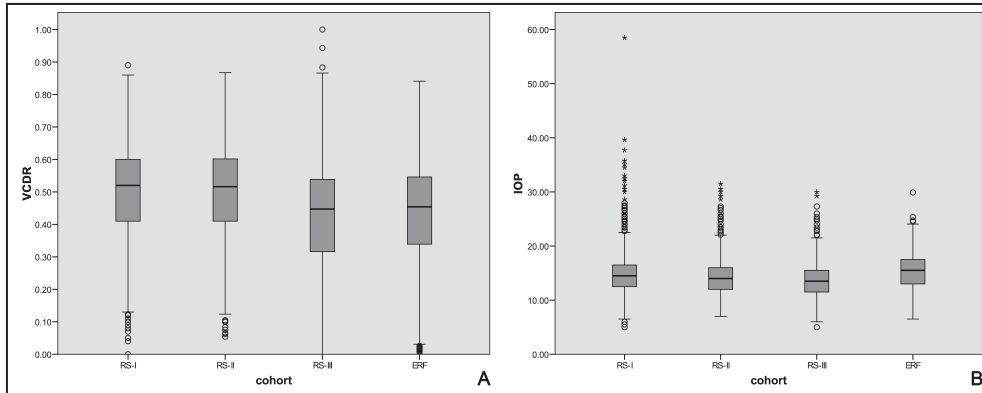 1.00
0.90
0.80
0.70
0.60
0.50
0.40
0.30
0.20
0.10
0.00
VCDR
RS-I RS-II RS-III ERF
cohort
A
60.00
50.00
40.00
30.00
20.00
10.00
0.00
IOP
RS-I RS-II RS-III ERF
cohort
B